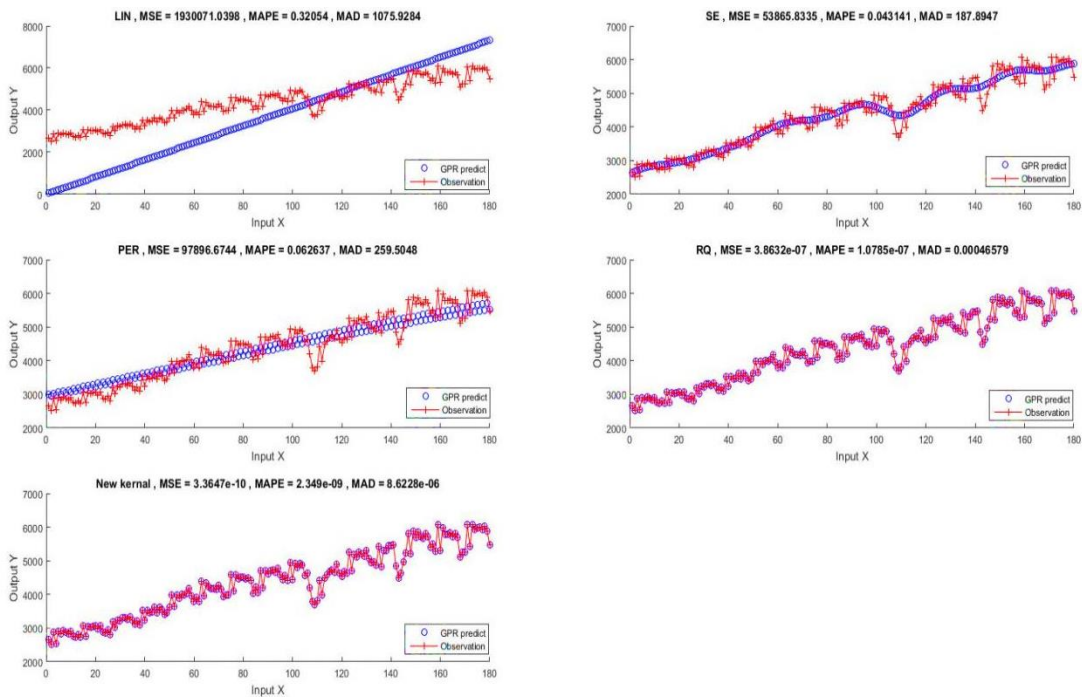 LIN , MSE = 1930071.0398 , MAPE = 0.32054 , MAD = 1075.9284
8000
6000
4000
2000
0
Output Y
0 20 40 60 80 100 120 140 160 180
Input X
GPR predict
Observation
SE , MSE = 53865.8335 , MAPE = 0.043141 , MAD = 187.8947
7000
6000
5000
4000
3000
2000
Output Y
0 20 40 60 80 100 120 140 160 180
Input X
GPR predict
Observation
PER , MSE = 97896.6744 , MAPE = 0.062637 , MAD = 259.5048
7000
6000
5000
4000
3000
2000
Output Y
0 20 40 60 80 100 120 140 160 180
Input X
GPR predict
Observation
RQ , MSE = 3.8632e-07 , MAPE = 1.0785e-07 , MAD = 0.00046579
7000
6000
5000
4000
3000
2000
Output Y
0 20 40 60 80 100 120 140 160 180
Input X
GPR predict
Observation
New kernal , MSE = 3.3647e-10 , MAPE = 2.349e-09 , MAD = 8.6228e-06
7000
6000
5000
4000
3000
2000
Output Y
0 20 40 60 80 100 120 140 160 180
Input X
GPR predict
Observation